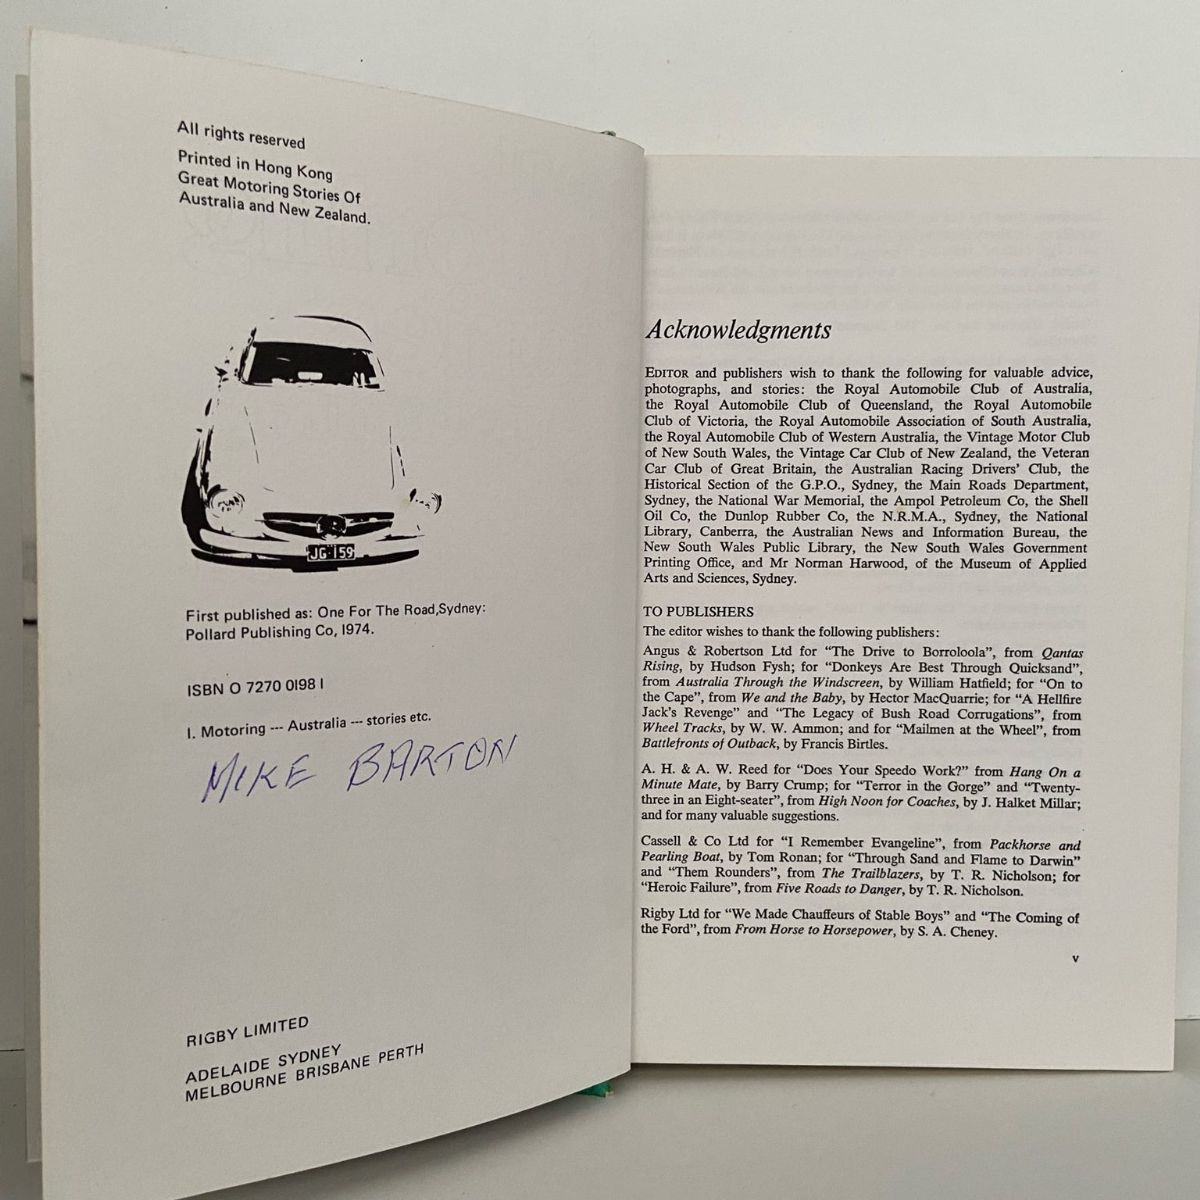 All rights reserved
Printed in Hong Kong
Great Motoring Stories Of
Australia and New Zealand.
JG·159
First published as: One For The Road,Sydney:
Pollard Publishing Co, I974.
ISBN O 7270 0I98 I
I. Motoring --- Australia --- stories etc.
MIKE BARTON
RIGBY LIMITED
ADELAIDE SYDNEY
MELBOURNE BRISBANE PERTH
Acknowledgments
EDITOR and publishers wish to thank the following for valuable advice,
photographs, and stories: the Royal Automobile Club of Australia,
the Royal Automobile Club of Queensland, the Royal Automobile
Club of Victoria, the Royal Automobile Association of South Australia,
the Royal Automobile Club of Western Australia, the Vintage Motor Club
of New South Wales, the Vintage Car Club of New Zealand, the Veteran
Car Club of Great Britain, the Australian Racing Drivers' Club, the
Historical Section of the G.P.O., Sydney, the Main Roads Department,
Sydney, the National War Memorial, the Ampol Petroleum Co, the Shell
Oil Co, the Dunlop Rubber Co, the N.R.M.A., Sydney, the National
Library, Canberra, the Australian News and Information Bureau, the
New South Wales Public Library, the New South Wales Government
Printing Office, and Mr Norman Harwood, of the Museum of Applied
Arts and Sciences, Sydney.
TO PUBLISHERS
The editor wishes to thank the following publishers:
Angus & Robertson Ltd for "The Drive to Borroloola", from Qantas
Rising, by Hudson Fysh; for "Donkeys Are Best Through Quicksand",
from Australia Through the Windscreen, by William Hatfield; for "On to
the Cape", from We and the Baby, by Hector MacQuarrie; for "A Hellfire
Jack's Revenge" and "The Legacy of Bush Road Corrugations", from
Wheel Tracks, by W. W. Ammon; and for "Mailmen at the Wheel", from
Battlefronts of Outback, by Francis Birtles.
A. H. & A. W. Reed for "Does Your Speedo Work?" from Hang On a
Minute Mate, by Barry Crump; for "Terror in the Gorge" and "Twenty-
three in an Eight-seater", from High Noon for Coaches, by J. Halket Millar;
and for many valuable suggestions.
Cassell & Co Ltd for "I Remember Evangeline", from Packhorse and
Pearling Boat, by Tom Ronan; for "Through Sand and Flame to Darwin"
and "Them Rounders", from The Trailblazers, by T. R. Nicholson; for
"Heroic Failure", from Five Roads to Danger, by T. R. Nicholson.
Rigby Ltd for "We Made Chauffeurs of Stable Boys" and "The Coming of
the Ford", from From Horse to Horsepower, by S. A. Cheney.
v